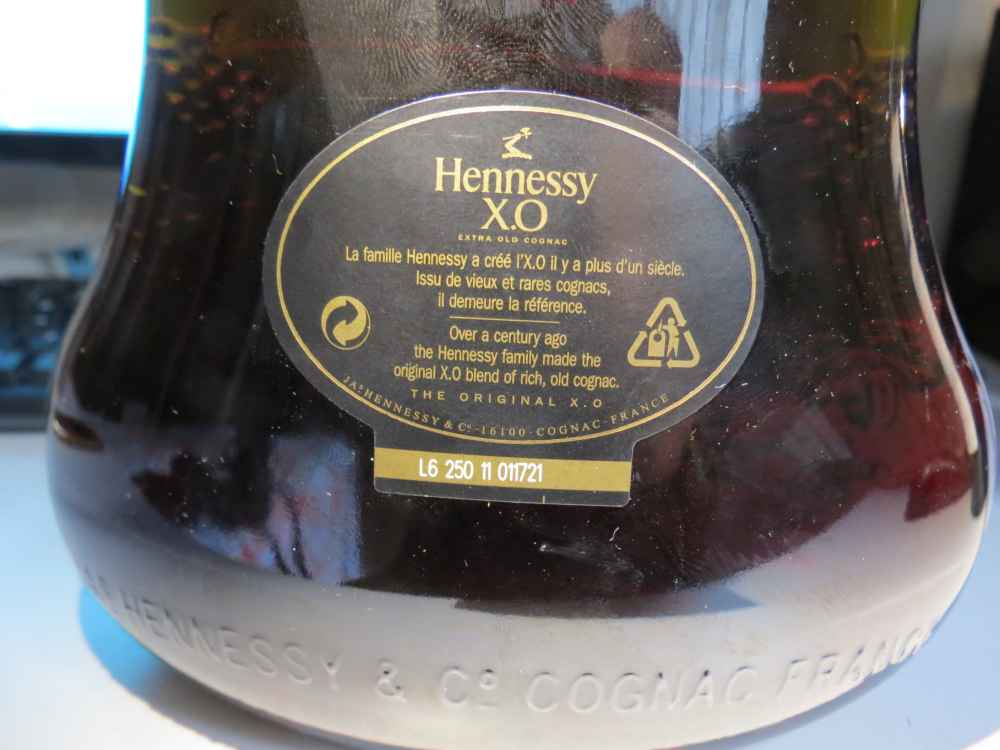 Hennessy
X.O
EXTRA OLD COGNAC
La famille Hennessy a créé l'X.O il y a plus d'un siècle.
Issu de vieux et rares cognacs,
il demeure la référence.
Over a century ago
the Hennessy family made the
original X.O blend of rich, old cognac.
THE ORIGINAL X.O
JAS HENNESSY & Co - 16100 - COGNAC - FRANCE
L6 250 11 011721
HENNESSY & Co COGNAC FRANCE